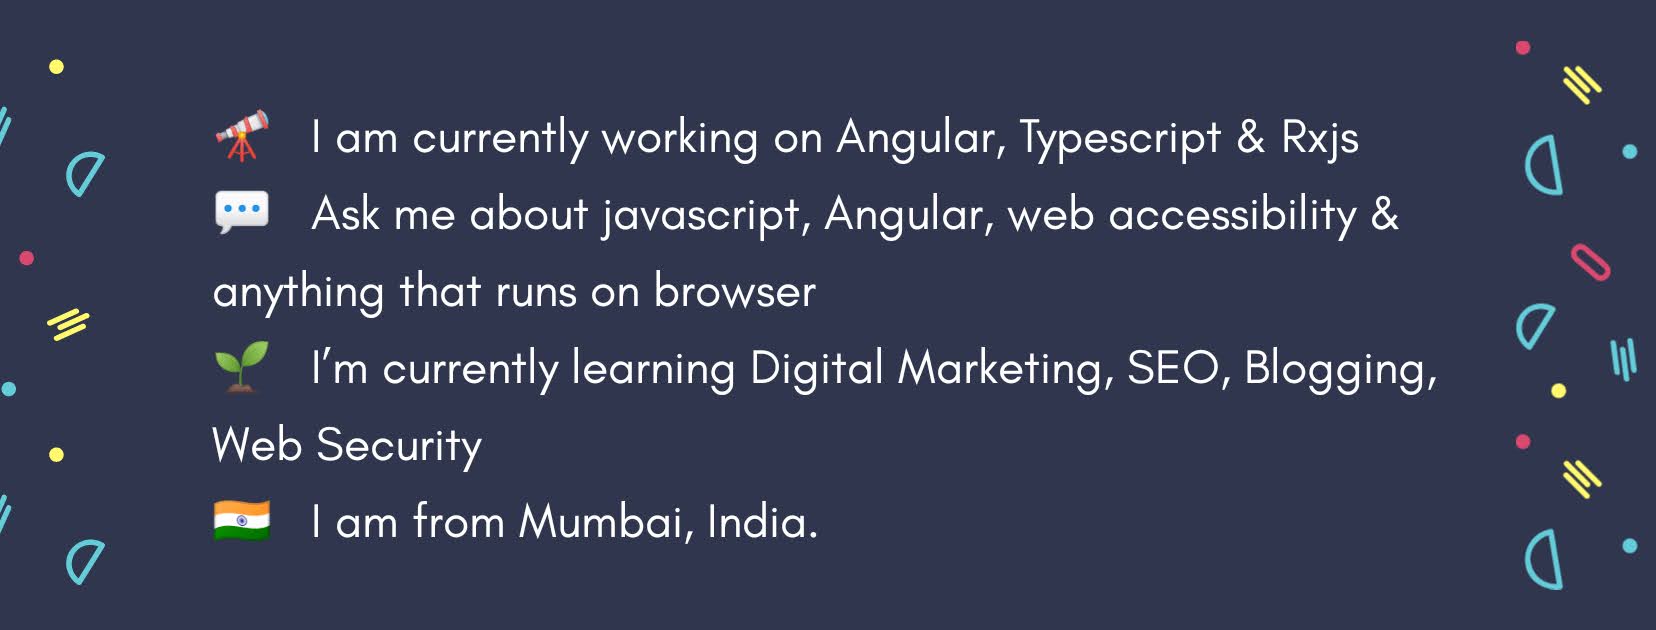 🔭 I am currently working on Angular, Typescript & Rxjs
💬 Ask me about javascript, Angular, web accessibility &
anything that runs on browser
🌱 I’m currently learning Digital Marketing, SEO, Blogging,
Web Security
🇮🇳 I am from Mumbai, India.